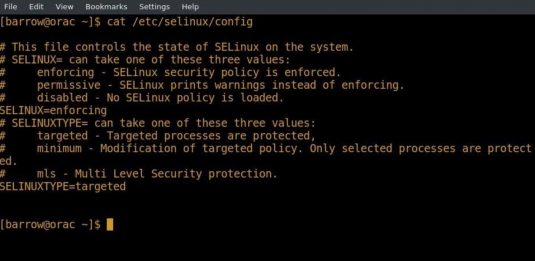 File Edit View Bookmarks Settings Help
[barrow@orac ~]$ cat /etc/selinux/config
# This file controls the state of SELinux on the system.
# SELINUX= can take one of these three values:
#     enforcing - SELinux security policy is enforced.
#     permissive - SELinux prints warnings instead of enforcing.
#     disabled - No SELinux policy is loaded.
SELINUX=enforcing
# SELINUXTYPE= can take one of these three values:
#     targeted - Targeted processes are protected,
#     minimum - Modification of targeted policy. Only selected processes are protect
ed.
#     mls - Multi Level Security protection.
SELINUXTYPE=targeted
[barrow@orac ~]$